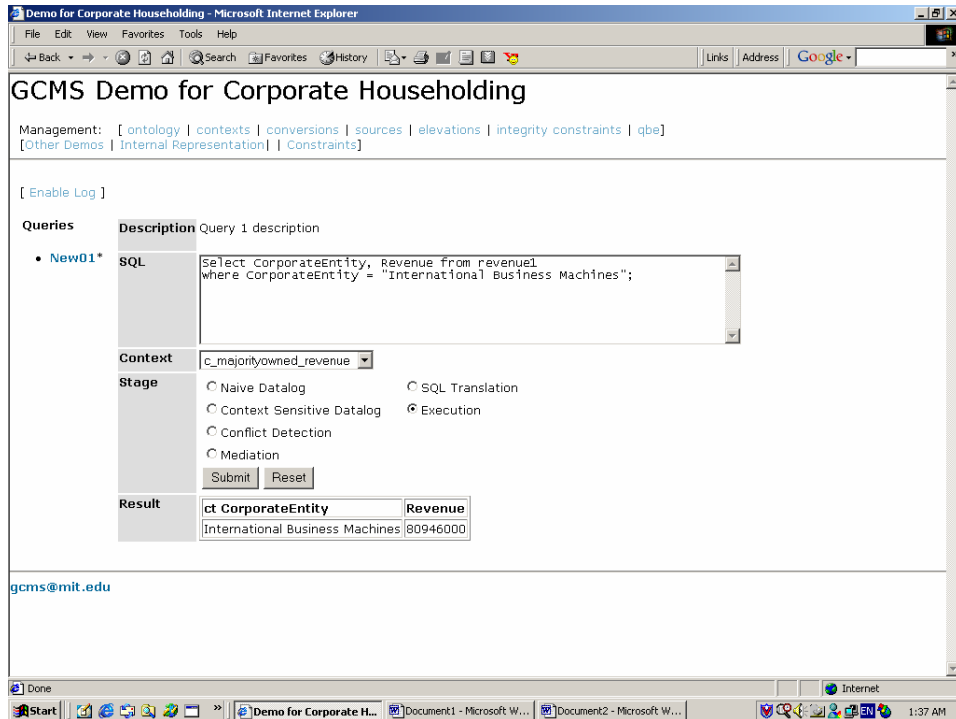 Demo for Corporate Householding - Microsoft Internet Explorer
File Edit View Favorites Tools Help
Back Search Favorites History Links Address Google
GCMS Demo for Corporate Householding
Management: [ ontology | contexts | conversions | sources | elevations | integrity constraints | qbe]
[Other Demos | Internal Representation| | Constraints]
[ Enable Log ]
Queries
Description Query 1 description
• New01*
SQL Select CorporateEntity, Revenue from revenue1
where CorporateEntity = "International Business Machines";
Context c_majorityowned_revenue
Stage Naive Datalog SQL Translation
Context Sensitive Datalog Execution
Conflict Detection
Mediation
Submit Reset
Result ct CorporateEntity Revenue
International Business Machines 80946000
gcms@mit.edu
Done Internet
Start » Demo for Corporate H... Document1 - Microsoft W... Document2 - Microsoft W... EN 1:37 AM